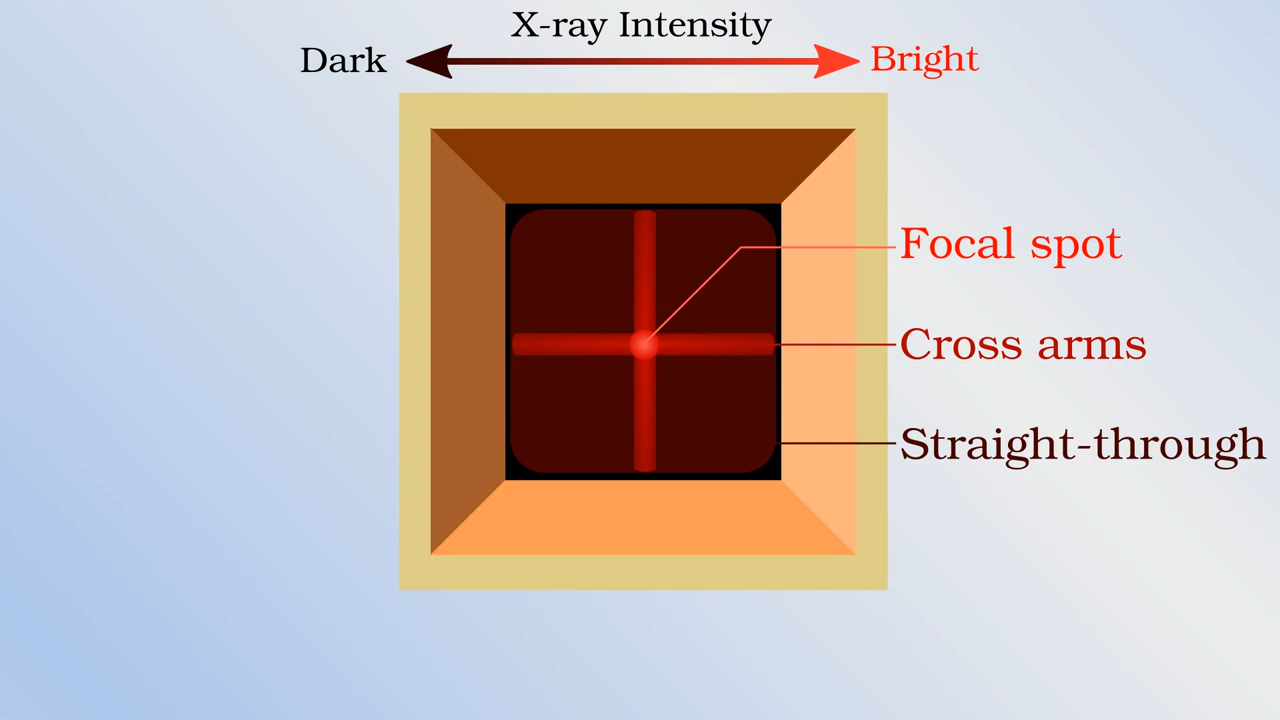 X-ray Intensity
Dark
Bright
Focal spot
Cross arms
Straight-through